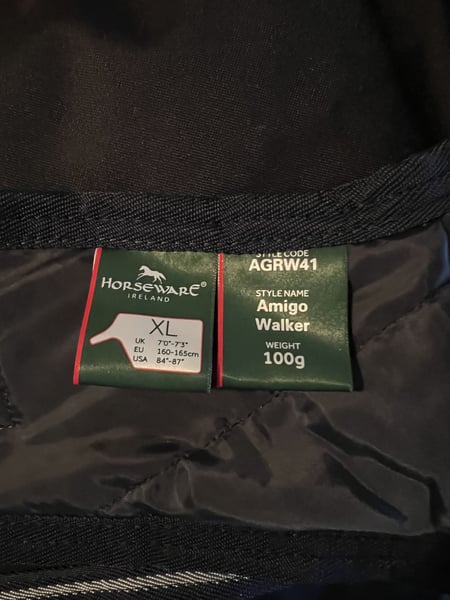 HORSEWARE®
IRELAND
XL
UK 7'0"-7'3"
EU 160-165cm
USA 84"-87"
STYLE CODE
AGRW41
STYLE NAME
Amigo
Walker
WEIGHT
100g